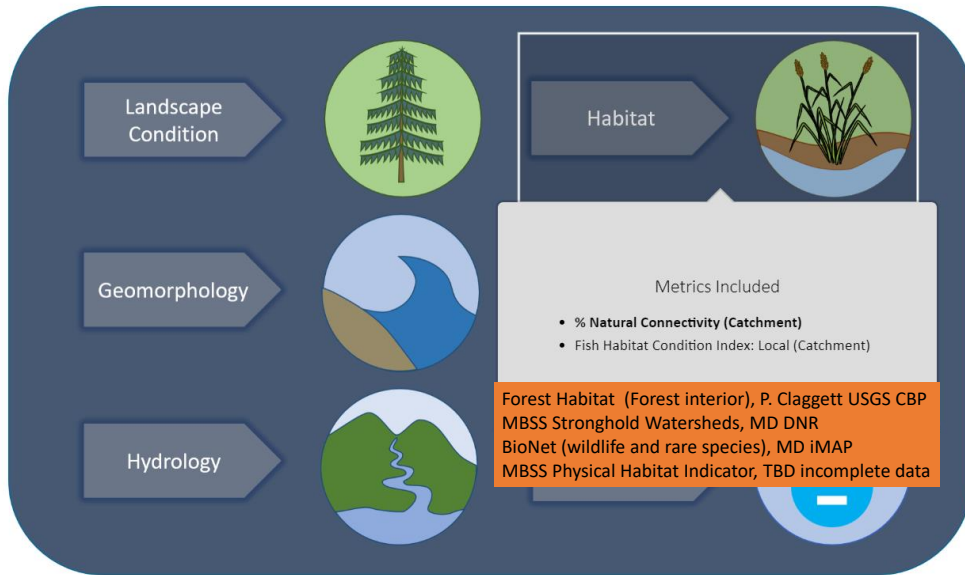 Landscape
Condition
Habitat
Geomorphology
Metrics Included
• % Natural Connectivity (Catchment)
• Fish Habitat Condition Index: Local (Catchment)
Hydrology
Forest Habitat (Forest interior), P. Claggett USGS CBP
MBSS Stronghold Watersheds, MD DNR
BioNet (wildlife and rare species), MD iMAP
MBSS Physical Habitat Indicator, TBD incomplete data